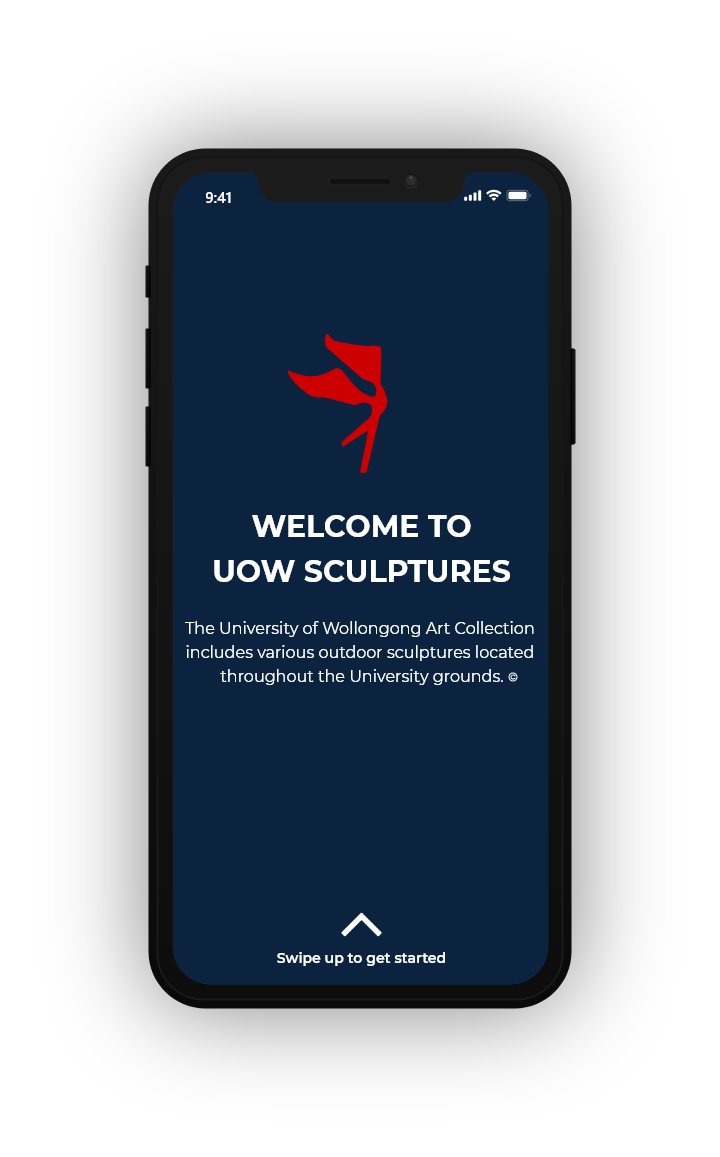 9:41
WELCOME TO
UOW SCULPTURES
The University of Wollongong Art Collection
includes various outdoor sculptures located
throughout the University grounds. ©
Swipe up to get started